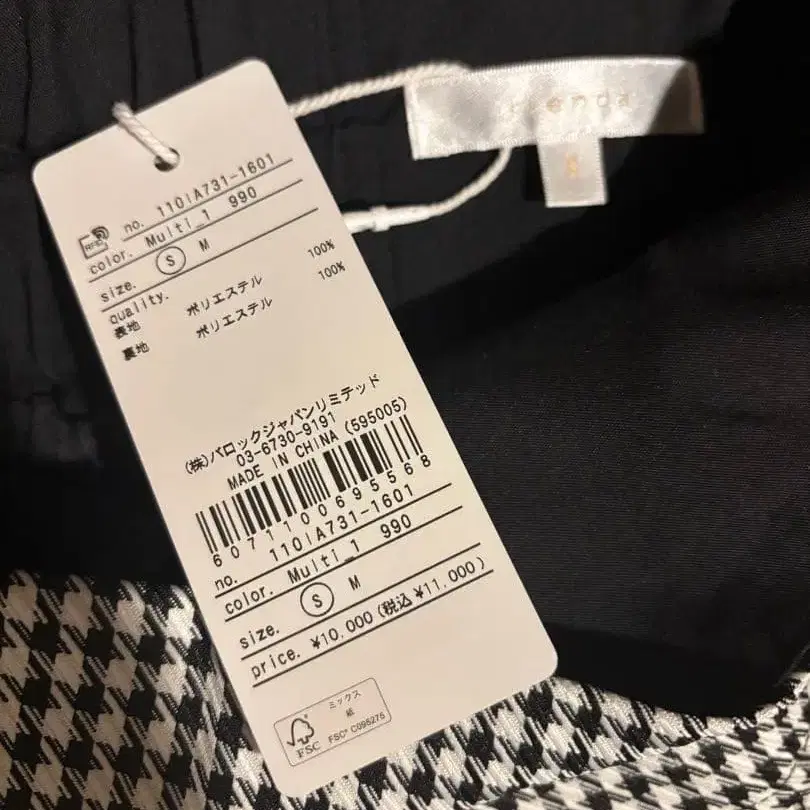 RFID
no. 110IA731-1601
color. Multi_1 990
size. S M
quality.
表地 ポリエステル 100%
裏地 ポリエステル 100%
(株)バロックジャパンリミテッド
03-6730-9191
MADE IN CHINA (595005)
6071100695568
no. 110IA731-1601
color. Multi_1 990
size. S M
price. ¥10,000(税込 ¥11,000)
ミックス
紙
FSC
FSC® C095275
S